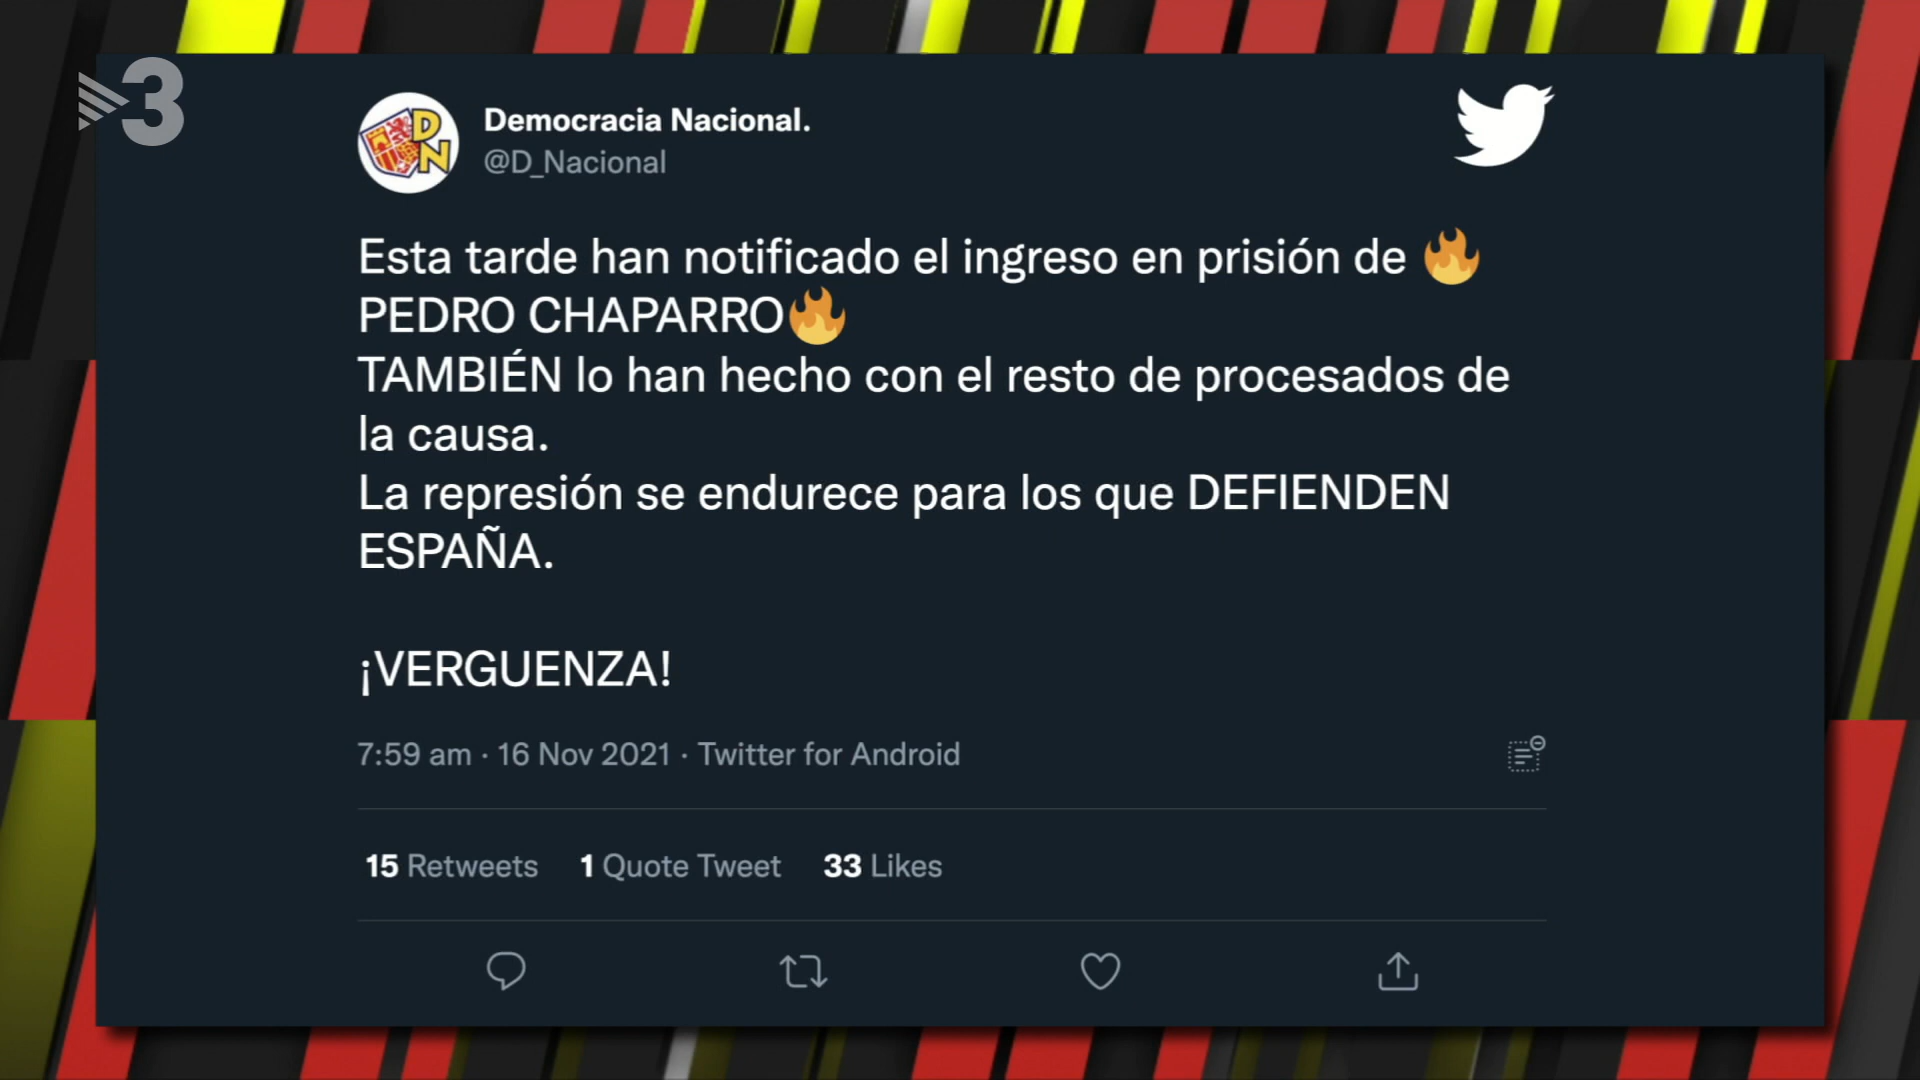 3
DN
Democracia Nacional.
@D_Nacional
Esta tarde han notificado el ingreso en prisión de 🔥
PEDRO CHAPARRO🔥
TAMBIÉN lo han hecho con el resto de procesados de
la causa.
La represión se endurece para los que DEFIENDEN
ESPAÑA.
¡VERGUENZA!
7:59 am · 16 Nov 2021 · Twitter for Android
15 Retweets 1 Quote Tweet 33 Likes